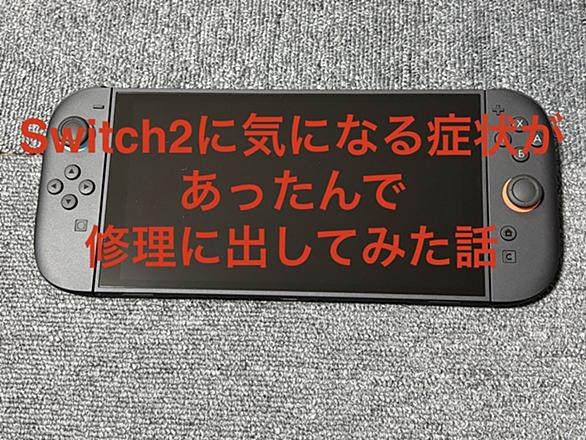 Switch2に気になる症状が
あったんで
修理に出してみた話
X
A
B
C